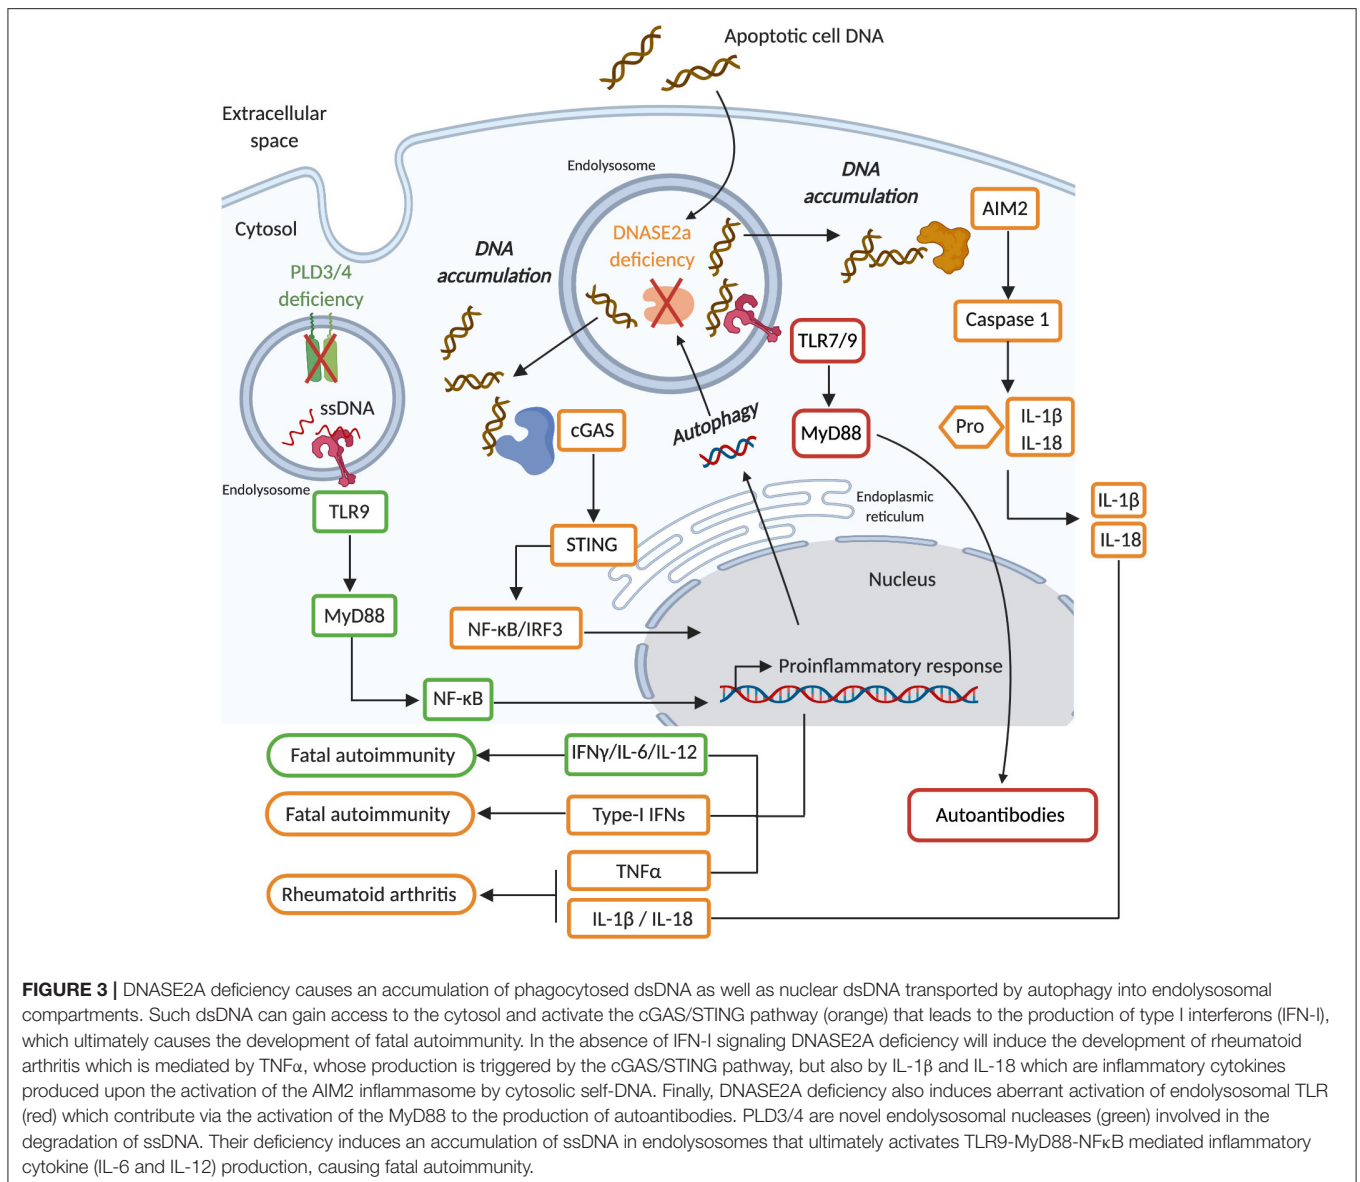 Apoptotic cell DNA
Extracellular
space
Endolysosome
DNA
accumulation
AIM2
Cytosol
DNASE2a
deficiency
DNA
accumulation
PLD3/4
deficiency
Caspase 1
TLR7/9
ssDNA
cGAS
Autophagy
MyD88
Pro
IL-1β
IL-18
Endolysosome
TLR9
Endoplasmic
reticulum
IL-1β
IL-18
STING
Nucleus
MyD88
NF-κB/IRF3
Proinflammatory response
NF-κB
Fatal autoimmunity
IFNγ/IL-6/IL-12
Fatal autoimmunity
Type-I IFNs
Autoantibodies
TNFα
Rheumatoid arthritis
IL-1β / IL-18
FIGURE 3 | DNASE2A deficiency causes an accumulation of phagocytosed dsDNA as well as nuclear dsDNA transported by autophagy into endolysosomal
compartments. Such dsDNA can gain access to the cytosol and activate the cGAS/STING pathway (orange) that leads to the production of type I interferons (IFN-I),
which ultimately causes the development of fatal autoimmunity. In the absence of IFN-I signaling DNASE2A deficiency will induce the development of rheumatoid
arthritis which is mediated by TNFα, whose production is triggered by the cGAS/STING pathway, but also by IL-1β and IL-18 which are inflammatory cytokines
produced upon the activation of the AIM2 inflammasome by cytosolic self-DNA. Finally, DNASE2A deficiency also induces aberrant activation of endolysosomal TLR
(red) which contribute via the activation of the MyD88 to the production of autoantibodies. PLD3/4 are novel endolysosomal nucleases (green) involved in the
degradation of ssDNA. Their deficiency induces an accumulation of ssDNA in endolysosomes that ultimately activates TLR9-MyD88-NFκB mediated inflammatory
cytokine (IL-6 and IL-12) production, causing fatal autoimmunity.